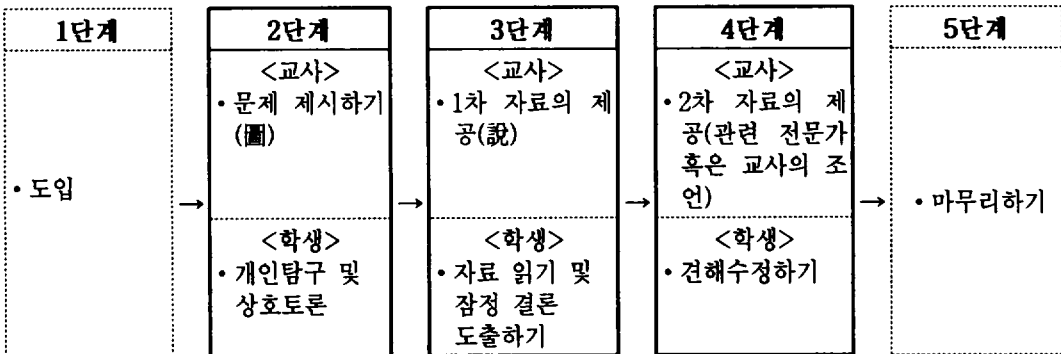 1단계
• 도입
→
2단계
<교사>
• 문제 제시하기
(圖)
<학생>
• 개인탐구 및
상호토론
→
3단계
<교사>
• 1차 자료의 제
공(說)
<학생>
• 자료 읽기 및
잠정 결론
도출하기
→
4단계
<교사>
• 2차 자료의 제
공(관련 전문가
혹은 교사의 조
언)
<학생>
• 견해수정하기
→
5단계
• 마무리하기